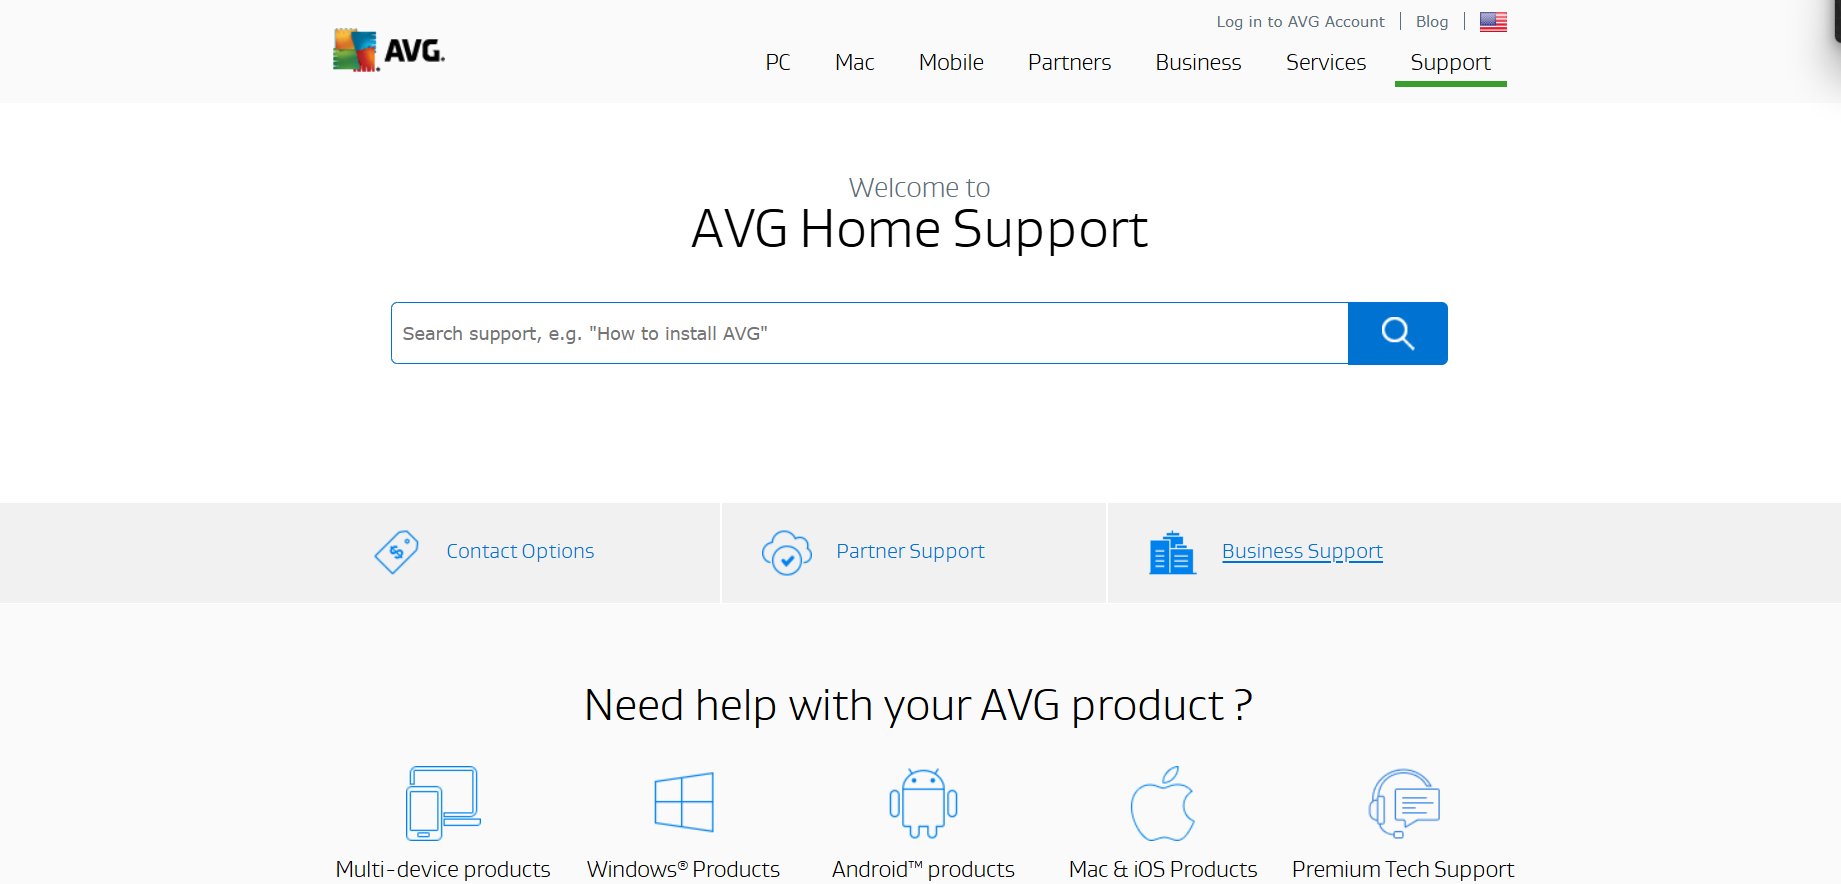 Log in to AVG Account
Blog
AVG.
PC
Mac
Mobile
Partners
Business
Services
Support
Welcome to
AVG Home Support
Search support, e.g. "How to install AVG"
Contact Options
Partner Support
Business Support
Need help with your AVG product ?
Multi-device products
Windows® Products
Android™ products
Mac & iOS Products
Premium Tech Support